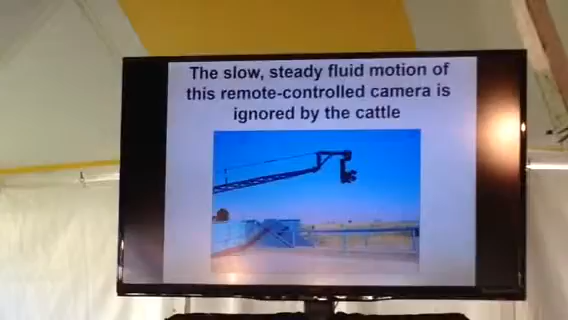 The slow, steady fluid motion of
this remote-controlled camera is
ignored by the cattle